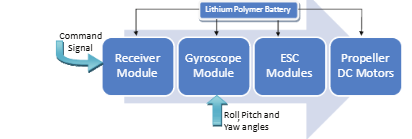 Lithium Polymer Battery
Command
Signal
Receiver
Module
Gyroscope
Module
ESC
Modules
Propeller
DC Motors
Roll, Pitch and
Yaw angles